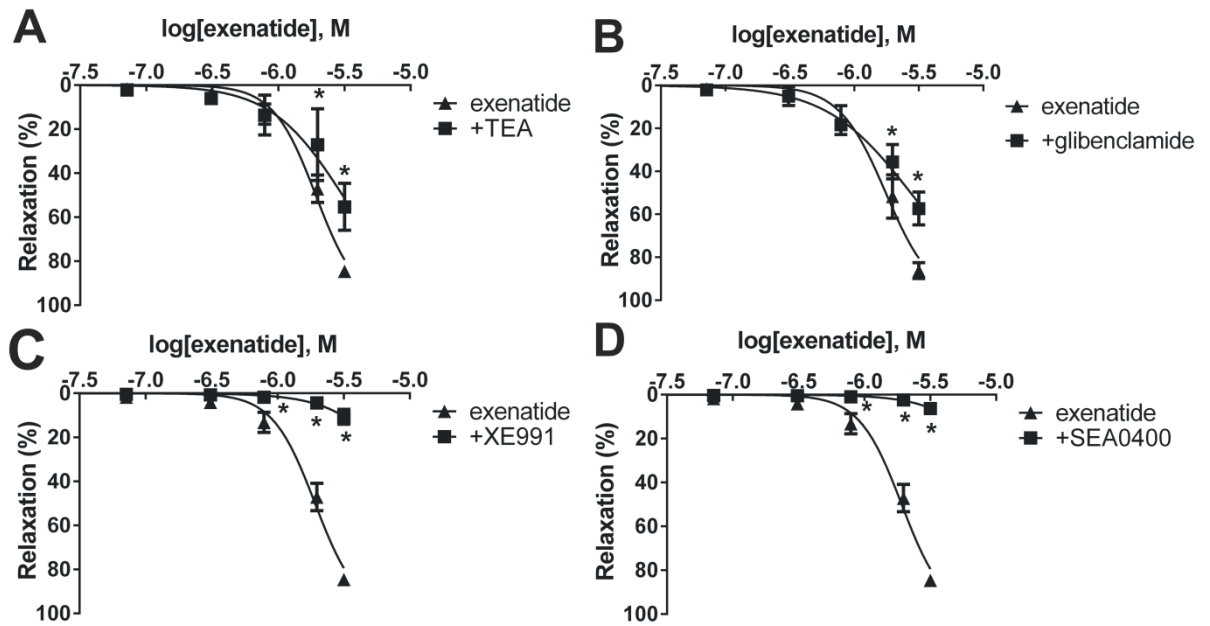 A
log[exenatide], M
-7.5 -7.0 -6.5 -6.0 -5.5 -5.0
0
20
40
60
80
100
Relaxation (%)
* *
exenatide
+TEA
B
log[exenatide], M
-7.5 -7.0 -6.5 -6.0 -5.5 -5.0
0
20
40
60
80
100
Relaxation (%)
* *
exenatide
+glibenclamide
C
log[exenatide], M
-7.5 -7.0 -6.5 -6.0 -5.5 -5.0
0
20
40
60
80
100
Relaxation (%)
* * *
exenatide
+XE991
D
log[exenatide], M
-7.5 -7.0 -6.5 -6.0 -5.5 -5.0
0
20
40
60
80
100
Relaxation (%)
* * *
exenatide
+SEA0400